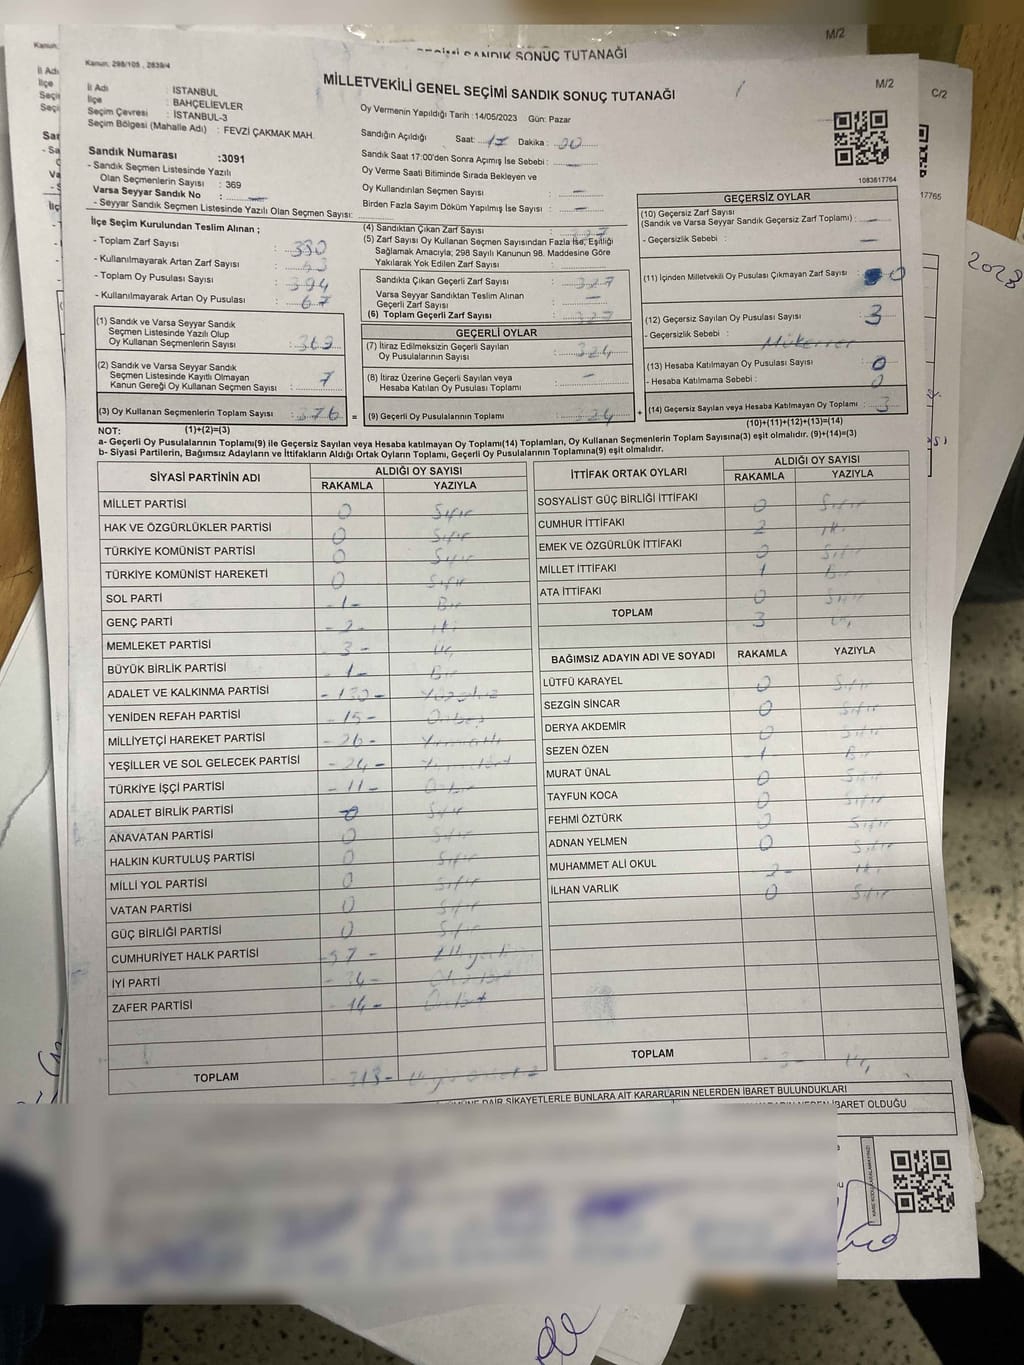 SANDIK SONUÇ TUTANAĞI
M/2
Kanun: 298/105 , 2839/4
MİLLETVEKİLİ GENEL SEÇİMİ SANDIK SONUÇ TUTANAĞI
M/2
C/2
İl Adı : İSTANBUL
İlçe : BAHÇELİEVLER
Seçim Çevresi : İSTANBUL-3
Seçim Bölgesi (Mahalle Adı) : FEVZİ ÇAKMAK MAH.
Oy Vermenin Yapıldığı Tarih :14/05/2023 Gün: Pazar
Sandığın Açıldığı Saat: 17 Dakika: 00
Sandık Numarası :3091
- Sandık Seçmen Listesinde Yazılı
Olan Seçmenlerin Sayısı : 369
Varsa Seyyar Sandık No : —
- Seyyar Sandık Seçmen Listesinde Yazılı Olan Seçmen Sayısı:
Sandık Saat 17:00'den Sonra Açımış İse Sebebi : —
Oy Verme Saati Bitiminde Sırada Bekleyen ve
Oy Kullandırılan Seçmen Sayısı : —
Birden Fazla Sayım Döküm Yapılmış İse Sayısı : —
1083617764
17765
2023
İlçe Seçim Kurulundan Teslim Alınan ;
- Toplam Zarf Sayısı : 380
- Kullanılmayarak Artan Zarf Sayısı : 53
- Toplam Oy Pusulası Sayısı : 394
- Kullanılmayarak Artan Oy Pusulası : 67
(4) Sandıktan Çıkan Zarf Sayısı : 327
(5) Zarf Sayısı Oy Kullanan Seçmen Sayısından Fazla İse, Eşitliği
Sağlamak Amacıyla, 298 Sayılı Kanunun 98. Maddesine Göre
Yakılarak Yok Edilen Zarf Sayısı :
Sandıkta Çıkan Geçerli Zarf Sayısı : 327
Varsa Seyyar Sandıktan Teslim Alınan
Geçerli Zarf Sayısı : —
(6) Toplam Geçerli Zarf Sayısı : 327
GEÇERSİZ OYLAR
(10) Geçersiz Zarf Sayısı
(Sandık ve Varsa Seyyar Sandık Geçersiz Zarf Toplamı) : —
- Geçersizlik Sebebi : —
(11) İçinden Milletvekili Oy Pusulası Çıkmayan Zarf Sayısı : 0
(12) Geçersiz Sayılan Oy Pusulası Sayısı : 3
- Geçersizlik Sebebi : Mükerrer
(13) Hesaba Katılmayan Oy Pusulası Sayısı : 0
- Hesaba Katılmama Sebebi : 0
(14) Geçersiz Sayılan veya Hesaba Katılmayan Oy Toplamı : 3
(1) Sandık ve Varsa Seyyar Sandık
Seçmen Listesinde Yazılı Olup
Oy Kullanan Seçmenlerin Sayısı : 369
(2) Sandık ve Varsa Seyyar Sandık
Seçmen Listesinde Kayıtlı Olmayan
Kanun Gereği Oy Kullanan Seçmen Sayısı : 7
(3) Oy Kullanan Seçmenlerin Toplam Sayısı : 376 =
GEÇERLİ OYLAR
(7) İtiraz Edilmeksizin Geçerli Sayılan
Oy Pusulalarının Sayısı : 324
(8) İtiraz Üzerine Geçerli Sayılan veya
Hesaba Katılan Oy Pusulası Sayısı : —
(9) Geçerli Oy Pusulalarının Toplamı : 324 +
NOT: (1)+(2)=(3) (10)+(11)+(12)+(13)=(14)
a- Geçerli Oy Pusulalarının Toplamı(9) ile Geçersiz Sayılan veya Hesaba katılmayan Oy Toplamı(14) Toplamları, Oy Kullanan Seçmenlerin Toplam Sayısına(3) eşit olmalıdır. (9)+(14)=(3)
b- Siyasi Partilerin, Bağımsız Adayların ve İttifakların Aldığı Ortak Oyların Toplamı, Geçerli Oy Pusulalarının Toplamına(9) eşit olmalıdır.
SİYASİ PARTİNİN ADI ALDIĞI OY SAYISI
RAKAMLA YAZIYLA
MİLLET PARTİSİ 0 Sıfır
HAK VE ÖZGÜRLÜKLER PARTİSİ 0 Sıfır
TÜRKİYE KOMÜNİST PARTİSİ 0 Sıfır
TÜRKİYE KOMÜNİST HAREKETİ 0 Sıfır
SOL PARTİ -1- Bir
GENÇ PARTİ -2- İki
MEMLEKET PARTİSİ -3- Üç
BÜYÜK BİRLİK PARTİSİ -1- Bir
ADALET VE KALKINMA PARTİSİ -130- Yüzotuz
YENİDEN REFAH PARTİSİ -15- Onbeş
MİLLİYETÇİ HAREKET PARTİSİ -26- Yirmialtı
YEŞİLLER VE SOL GELECEK PARTİSİ -24- Yirmidört
TÜRKİYE İŞÇİ PARTİSİ -11- Onbir
ADALET BİRLİK PARTİSİ 0 Sıfır
ANAVATAN PARTİSİ 0 Sıfır
HALKIN KURTULUŞ PARTİSİ 0 Sıfır
MİLLİ YOL PARTİSİ 0 Sıfır
VATAN PARTİSİ 0 Sıfır
GÜÇ BİRLİĞİ PARTİSİ 0 Sıfır
CUMHURİYET HALK PARTİSİ -57- Elliyedi
İYİ PARTİ -34- Otuzdört
ZAFER PARTİSİ -14- Ondört
TOPLAM -318-
İTTİFAK ORTAK OYLARI ALDIĞI OY SAYISI
RAKAMLA YAZIYLA
SOSYALİST GÜÇ BİRLİĞİ İTTİFAKI 0 Sıfır
CUMHUR İTTİFAKI 2 İki
EMEK VE ÖZGÜRLÜK İTTİFAKI 0 Sıfır
MİLLET İTTİFAKI 1 Bir
ATA İTTİFAKI 0 Sıfır
TOPLAM 3 Üç
BAĞIMSIZ ADAYIN ADI VE SOYADI RAKAMLA YAZIYLA
LÜTFÜ KARAYEL 0 Sıfır
SEZGİN SİNCAR 0 Sıfır
DERYA AKDEMİR 0 Sıfır
SEZEN ÖZEN 1 Bir
MURAT ÜNAL 0 Sıfır
TAYFUN KOCA 0 Sıfır
FEHMİ ÖZTÜRK 0 Sıfır
ADNAN YELMEN 0 Sıfır
MUHAMMET ALİ OKUL 2- İki
İLHAN VARLIK 0 Sıfır
TOPLAM -3- Üç
DAİR ŞİKAYETLERLE BUNLARA AİT KARARLARIN NELERDEN İBARET BULUNDUKLARI
İBARET OLDUĞU